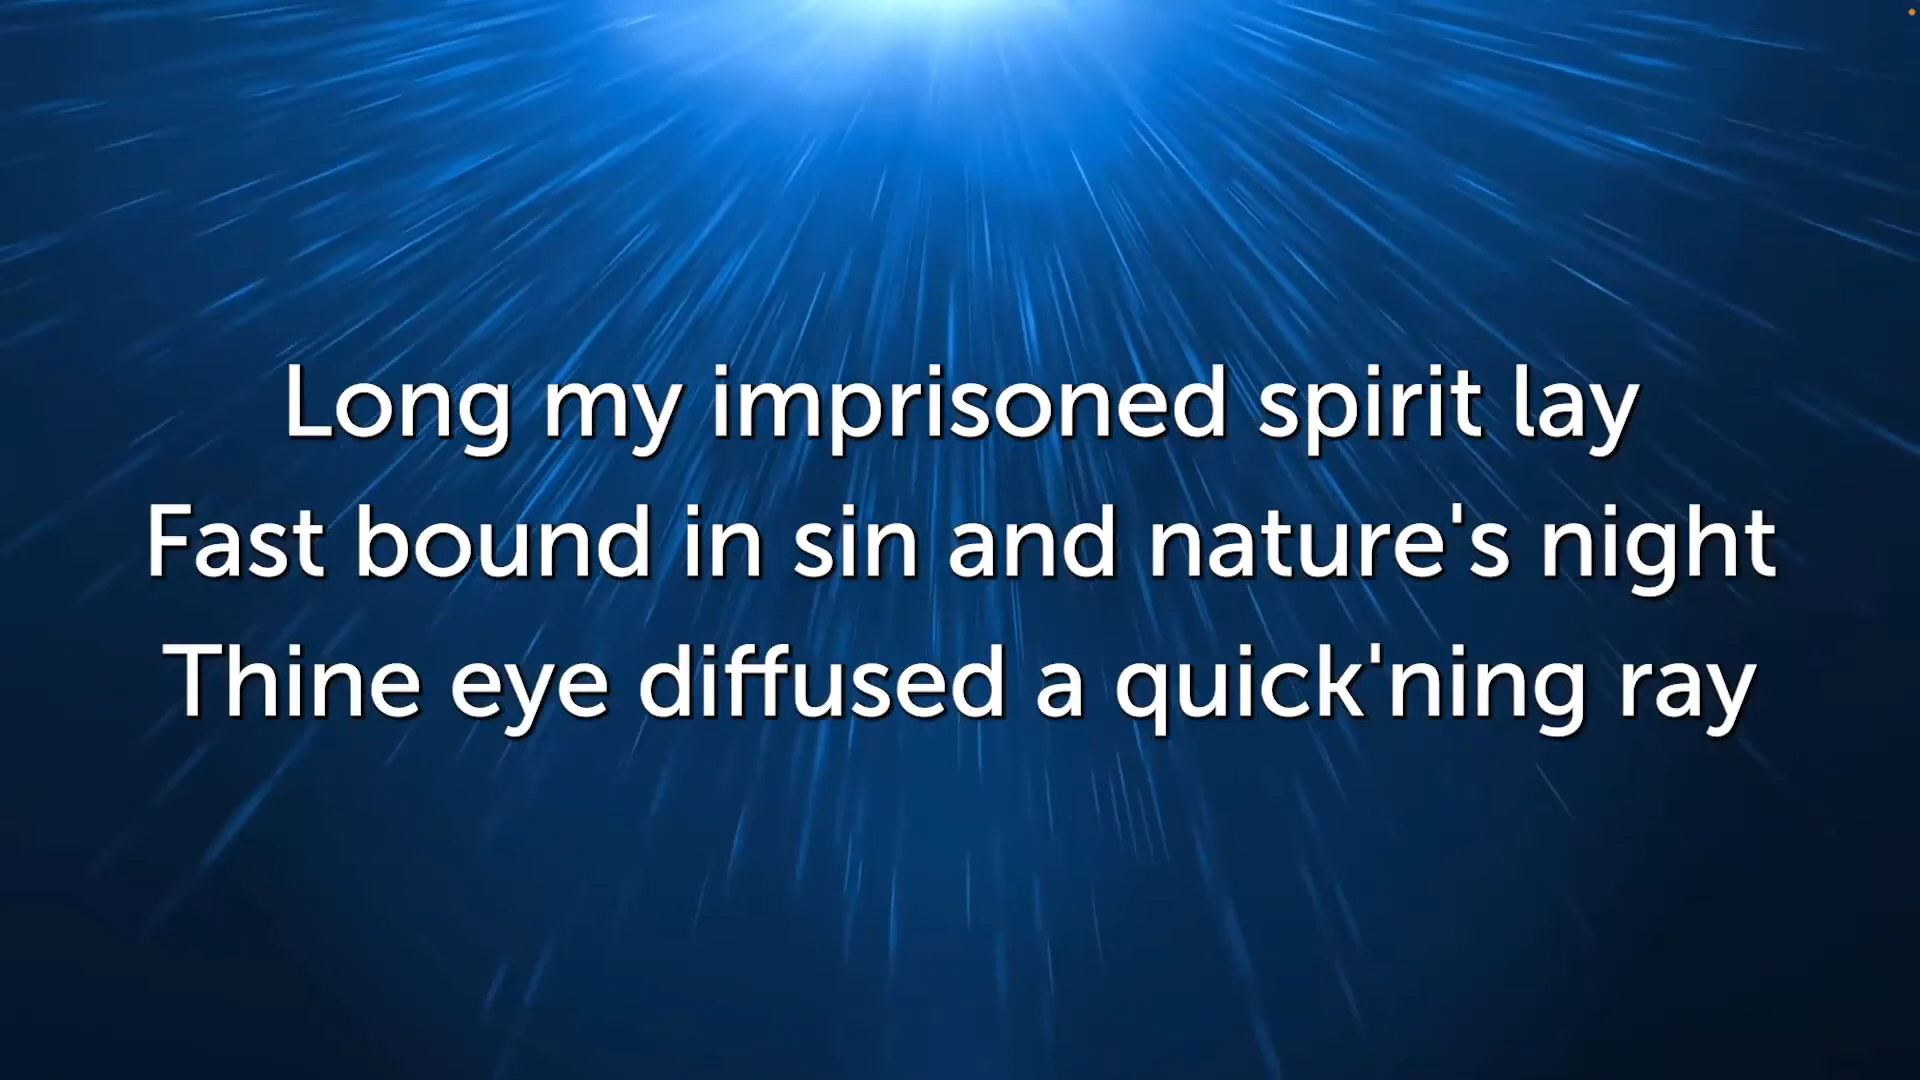 Long my imprisoned spirit lay
Fast bound in sin and nature's night
Thine eye diffused a quick'ning ray